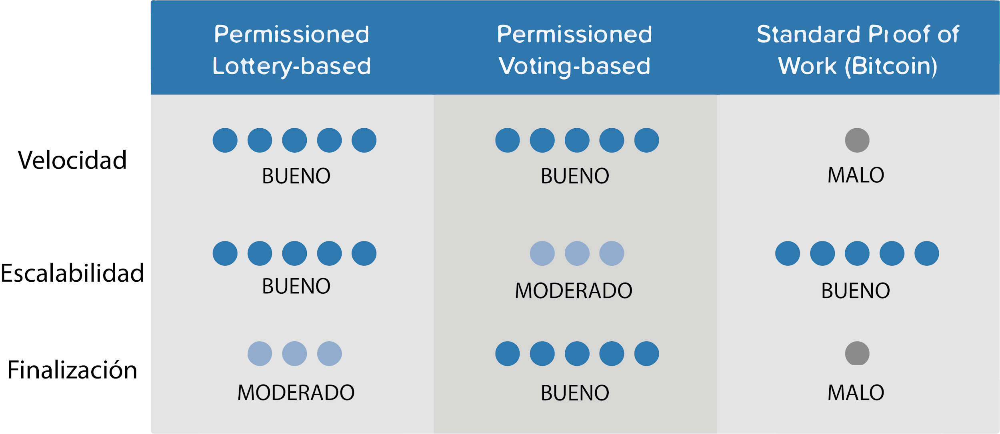 Permissioned
Lottery-based
Permissioned
Voting-based
Standard Proof of
Work (Bitcoin)
Velocidad
BUENO
BUENO
MALO
Escalabilidad
BUENO
MODERADO
BUENO
Finalización
MODERADO
BUENO
MALO